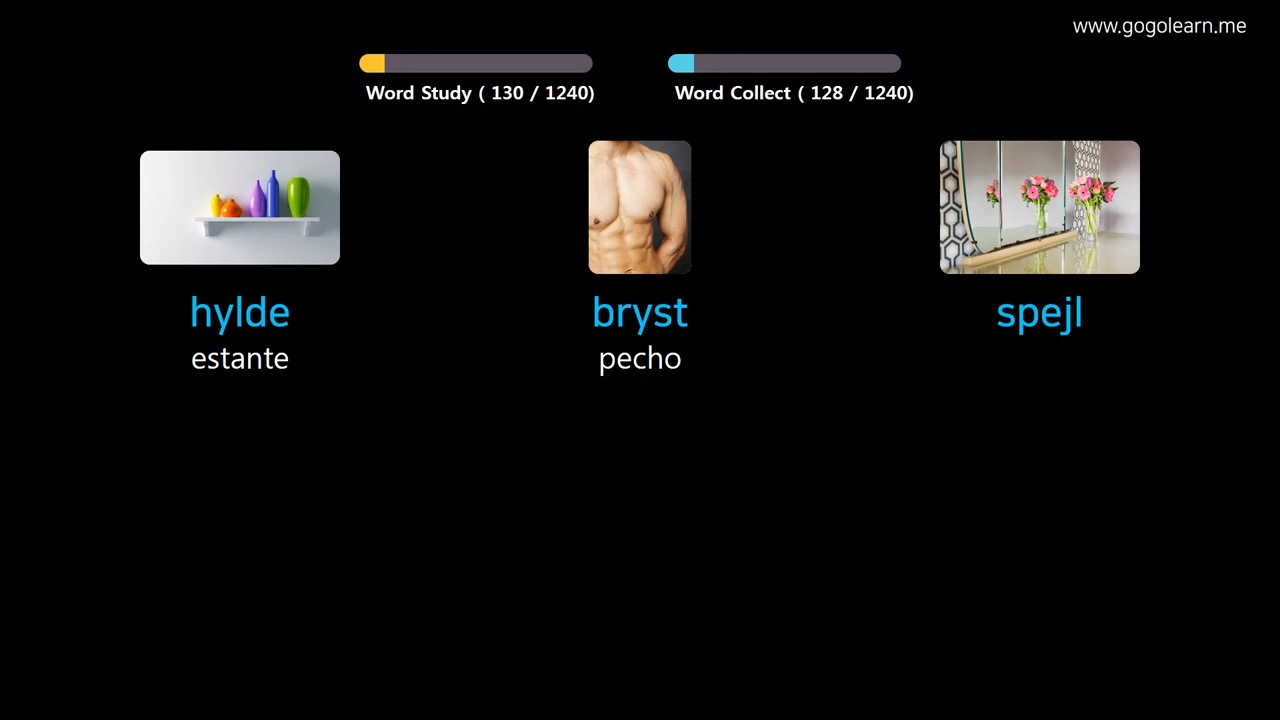 www.gogolearn.me
Word Study ( 130 / 1240)
Word Collect ( 128 / 1240)
hylde
bryst
spejl
estante
pecho